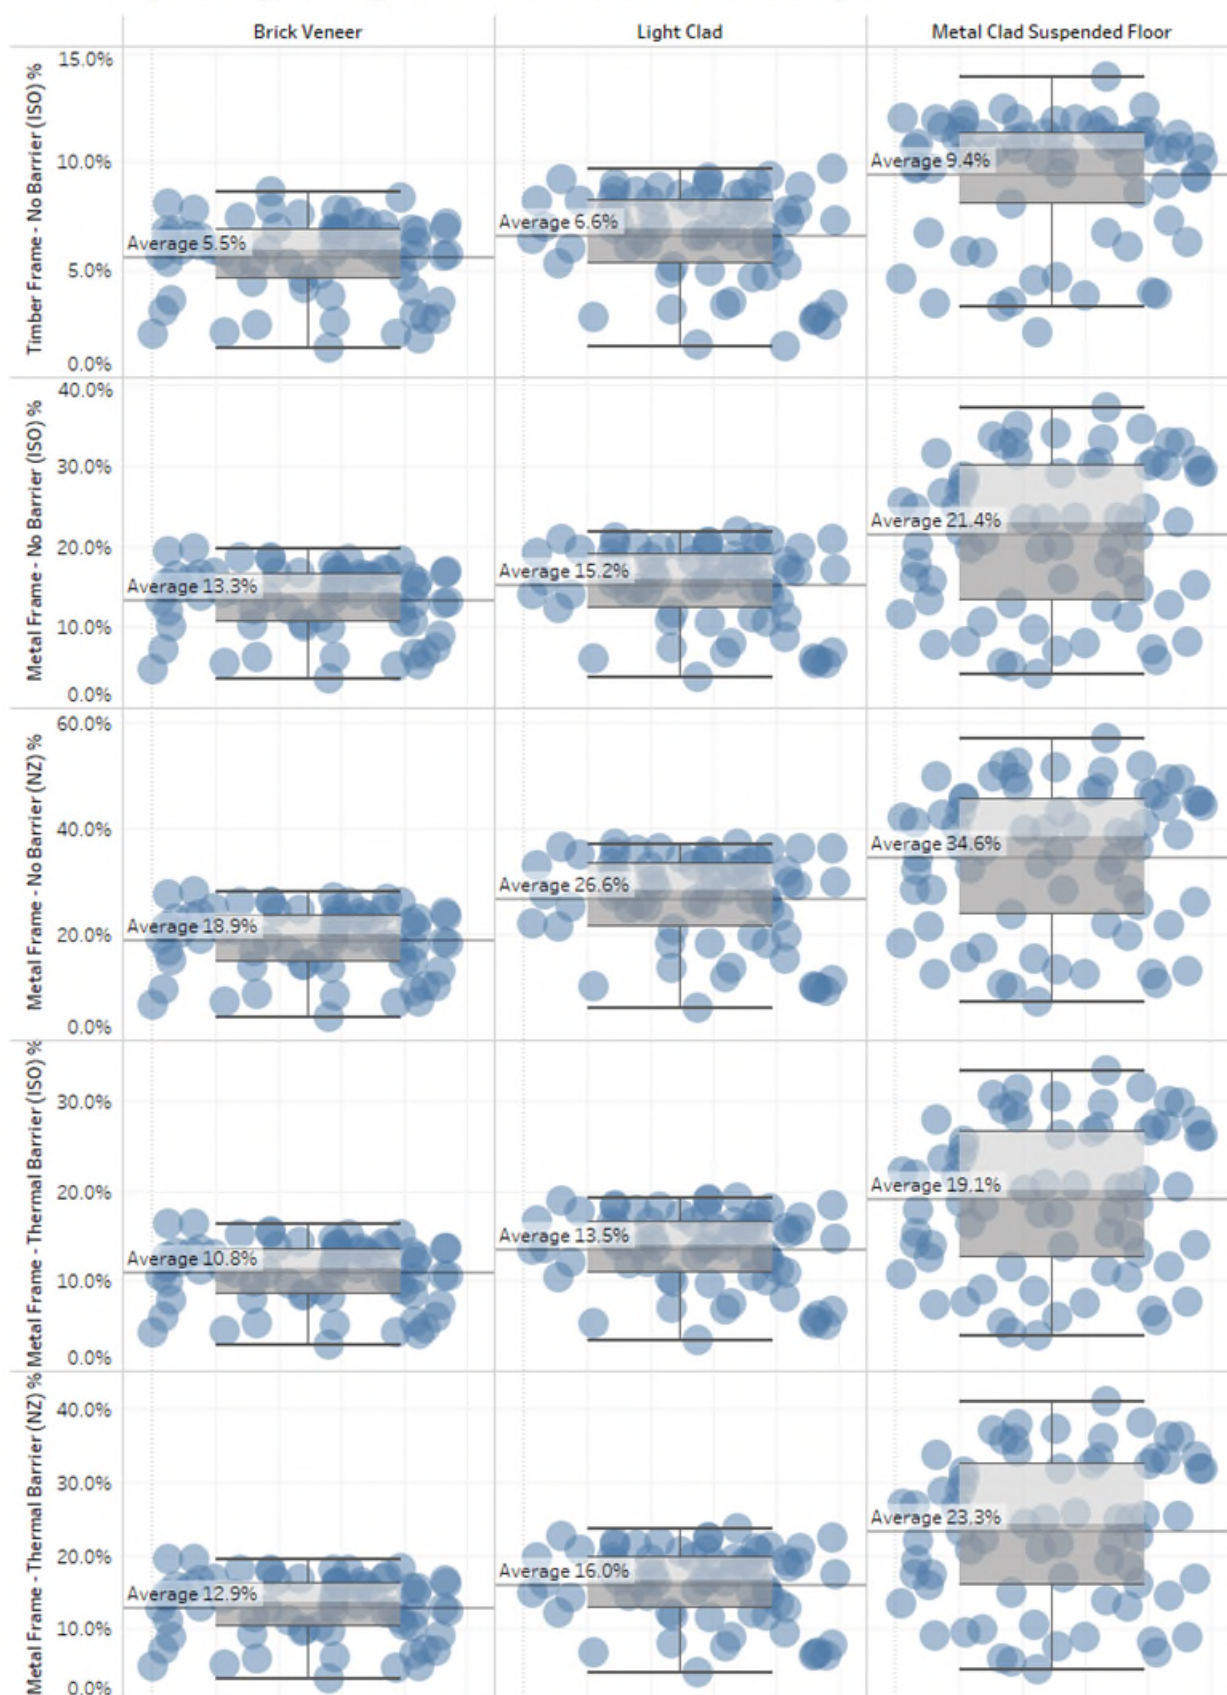 Brick Veneer Light Clad Metal Clad Suspended Floor
Timber Frame - No Barrier (ISO) %
15.0%
10.0%
5.0%
0.0%
Average 5.5%
Average 6.6%
Average 9.4%
Metal Frame - No Barrier (ISO) %
40.0%
30.0%
20.0%
10.0%
0.0%
Average 13.3%
Average 15.2%
Average 21.4%
Metal Frame - No Barrier (NZ) %
60.0%
40.0%
20.0%
0.0%
Average 18.9%
Average 26.6%
Average 34.6%
Metal Frame - Thermal Barrier (ISO) %
30.0%
20.0%
10.0%
0.0%
Average 10.8%
Average 13.5%
Average 19.1%
Metal Frame - Thermal Barrier (NZ) %
40.0%
30.0%
20.0%
10.0%
0.0%
Average 12.9%
Average 16.0%
Average 23.3%